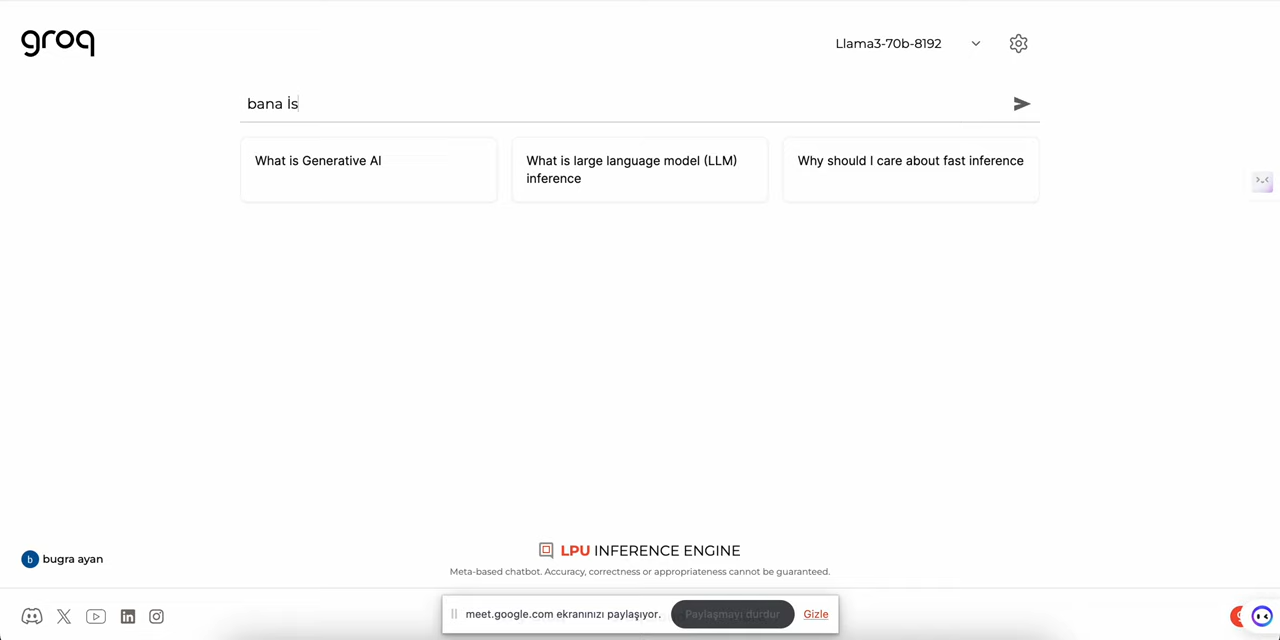 groq
Llama3-70b-8192
bana İs
What is Generative AI
What is large language model (LLM)
inference
Why should I care about fast inference
b bugra ayan
LPU INFERENCE ENGINE
Meta-based chatbot. Accuracy, correctness or appropriateness cannot be guaranteed.
meet.google.com ekranınızı paylaşıyor. Paylaşmayı durdur Gizle